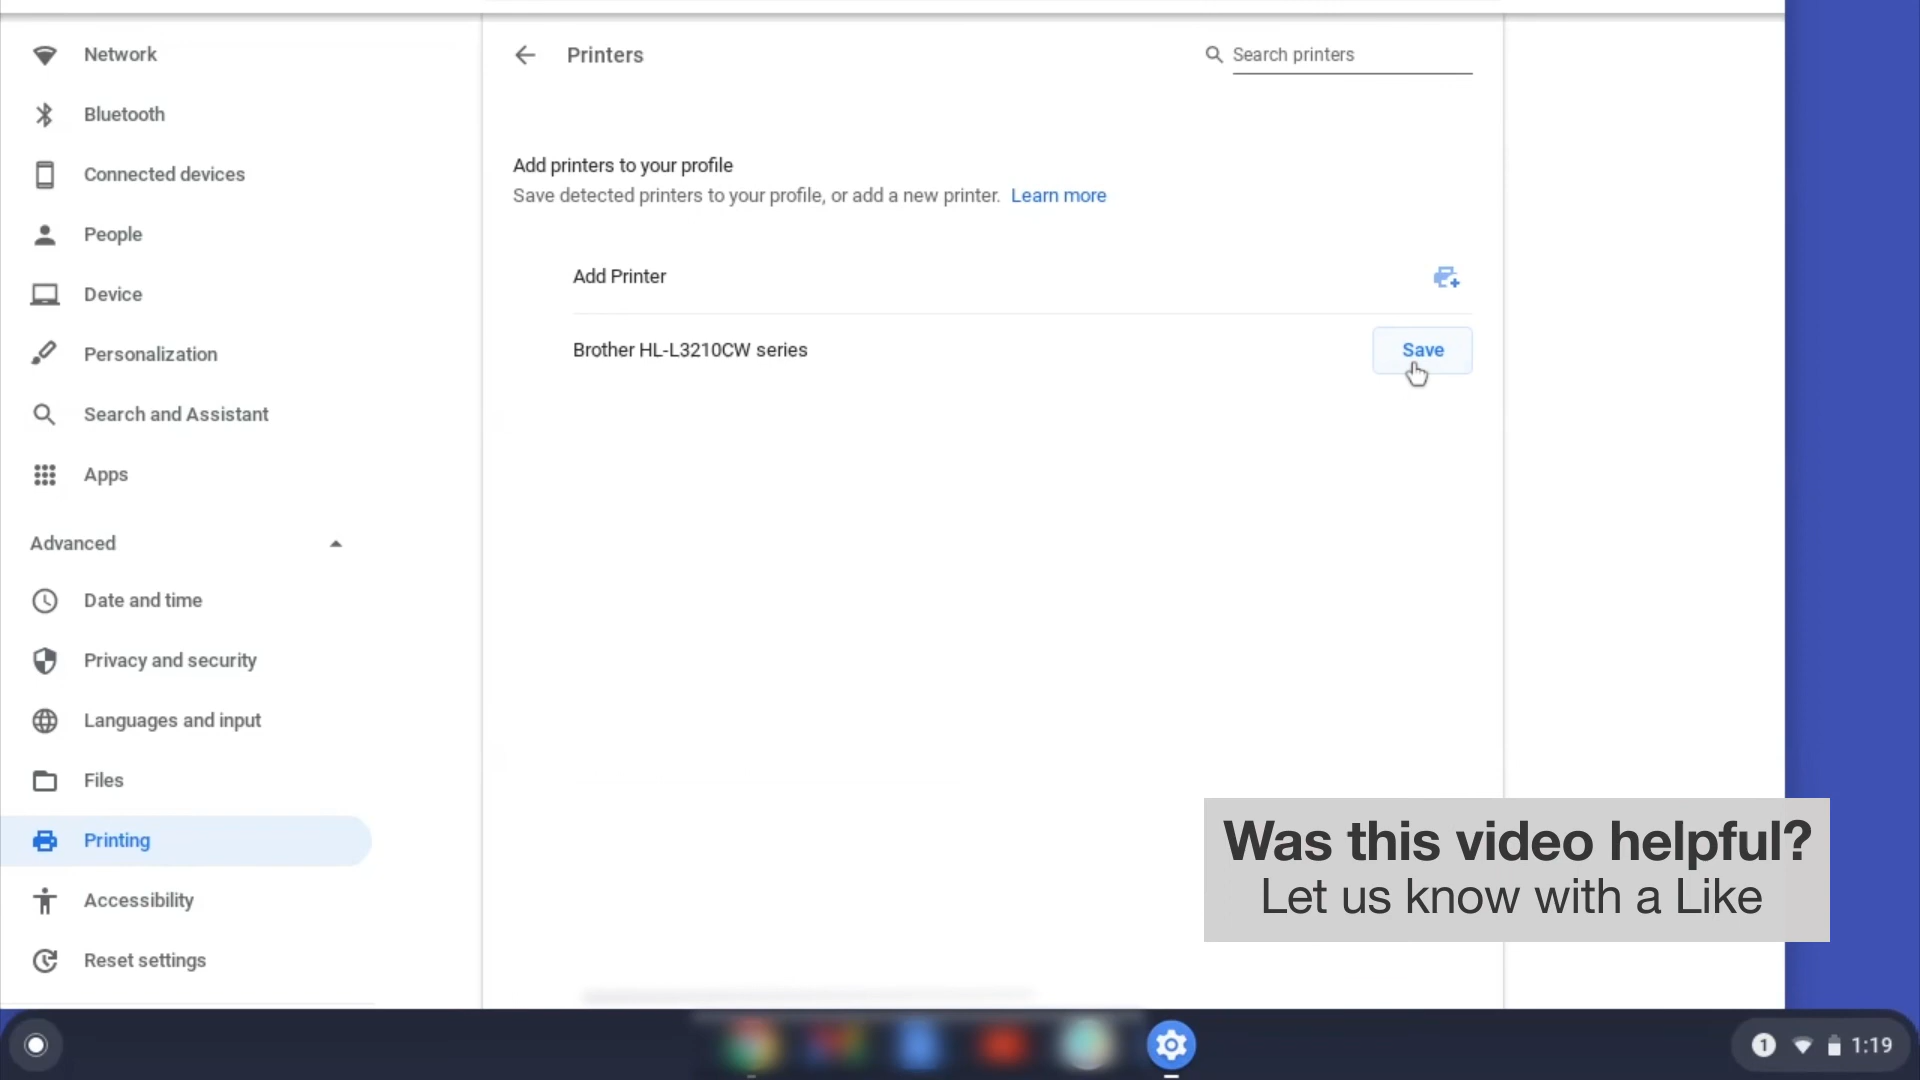 Network
Bluetooth
Connected devices
People
Device
Personalization
Search and Assistant
Apps
Advanced
Date and time
Privacy and security
Languages and input
Files
Printing
Accessibility
Reset settings
Printers
Search printers
Add printers to your profile
Save detected printers to your profile, or add a new printer. Learn more
Add Printer
Brother HL-L3210CW series
Save
Was this video helpful?
Let us know with a Like
1
1:19